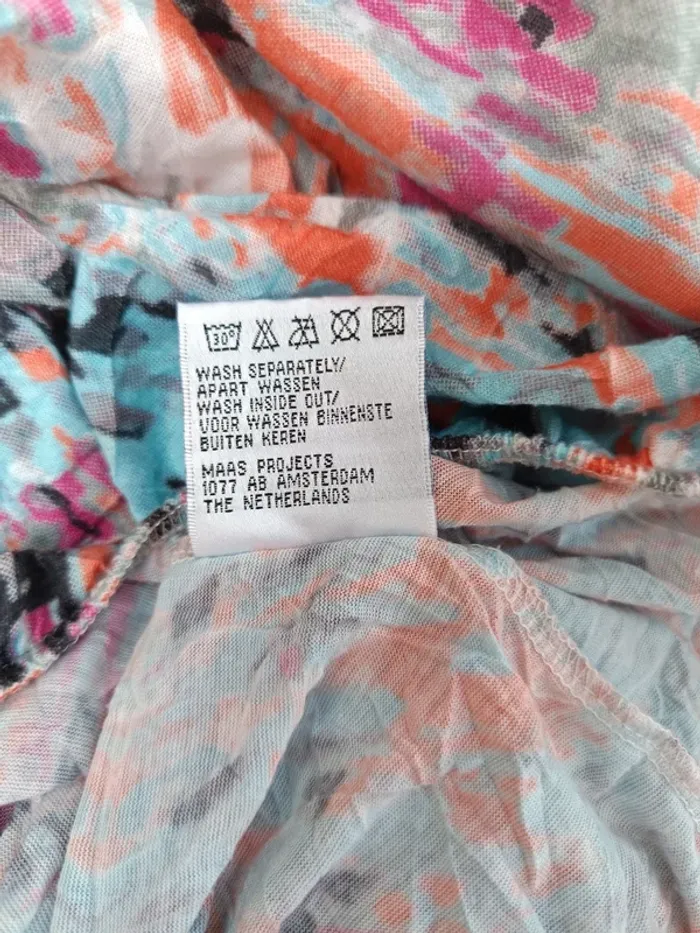 30°
WASH SEPARATELY/
APART WASSEN
WASH INSIDE OUT/
VOOR WASSEN BINNENSTE
BUITEN KEREN
MAAS PROJECTS
1077 AB AMSTERDAM
THE NETHERLANDS